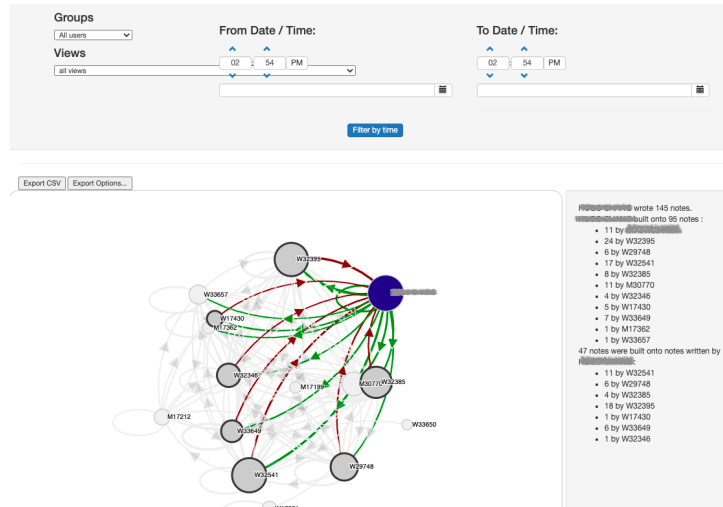 Groups
All users
Views
all views
From Date / Time:
02 : 54 PM
To Date / Time:
02 : 54 PM
Filter by time
Export CSV
Export Options...
W32395
W33657
W17430
M17362
W32346
M17199
M30770
W32385
M17212
W33649
W33650
W32541
W29748
wrote 145 notes.
built onto 95 notes :
11 by
24 by W32395
6 by W29748
17 by W32541
8 by W32385
11 by M30770
4 by W32346
5 by W17430
7 by W33649
1 by M17362
1 by W33657
47 notes were built onto notes written by
11 by W32541
6 by W29748
4 by W32385
18 by W32395
1 by W17430
6 by W33649
1 by W32346